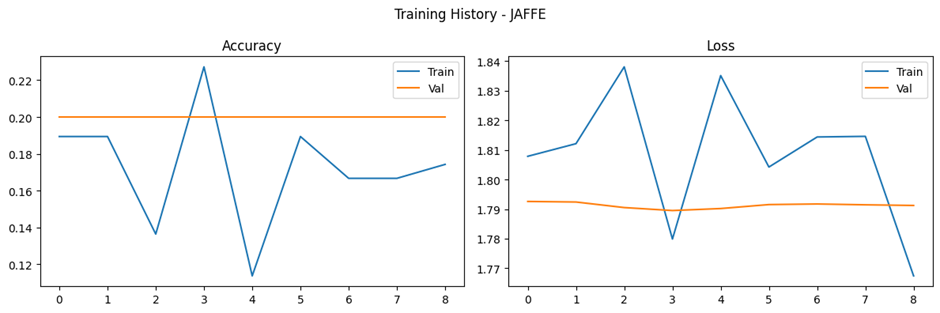 Training History - JAFFE
Accuracy
Train
Val
0.22
0.20
0.18
0.16
0.14
0.12
0 1 2 3 4 5 6 7 8
Loss
Train
Val
1.84
1.83
1.82
1.81
1.80
1.79
1.78
1.77
0 1 2 3 4 5 6 7 8